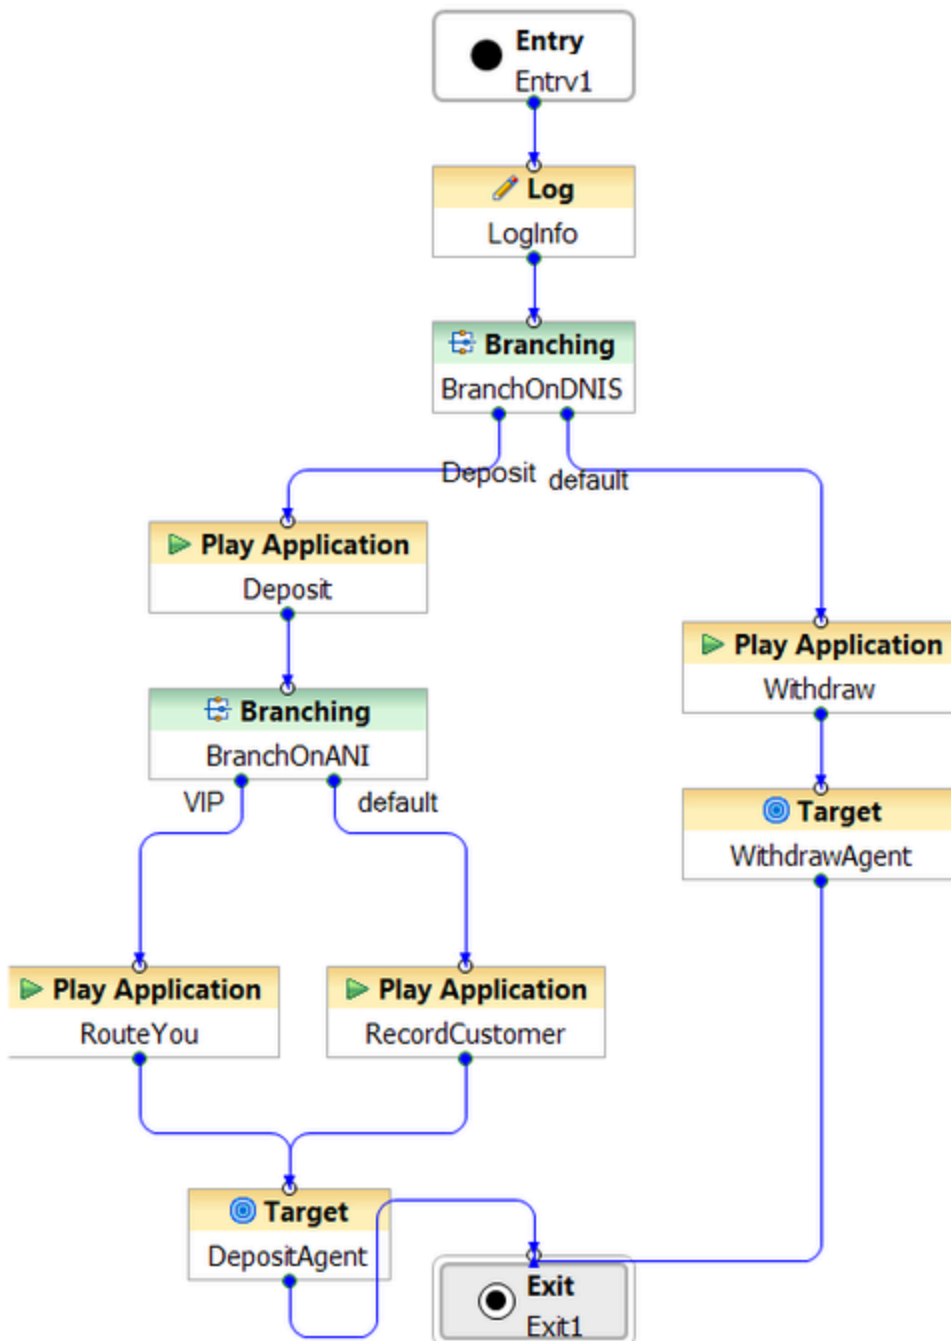 Entry
Entry1
Log
LogInfo
Branching
BranchOnDNIS
Deposit
default
Play Application
Deposit
Play Application
Withdraw
Branching
BranchOnANI
VIP
default
Target
WithdrawAgent
Play Application
RouteYou
Play Application
RecordCustomer
Target
DepositAgent
Exit
Exit1